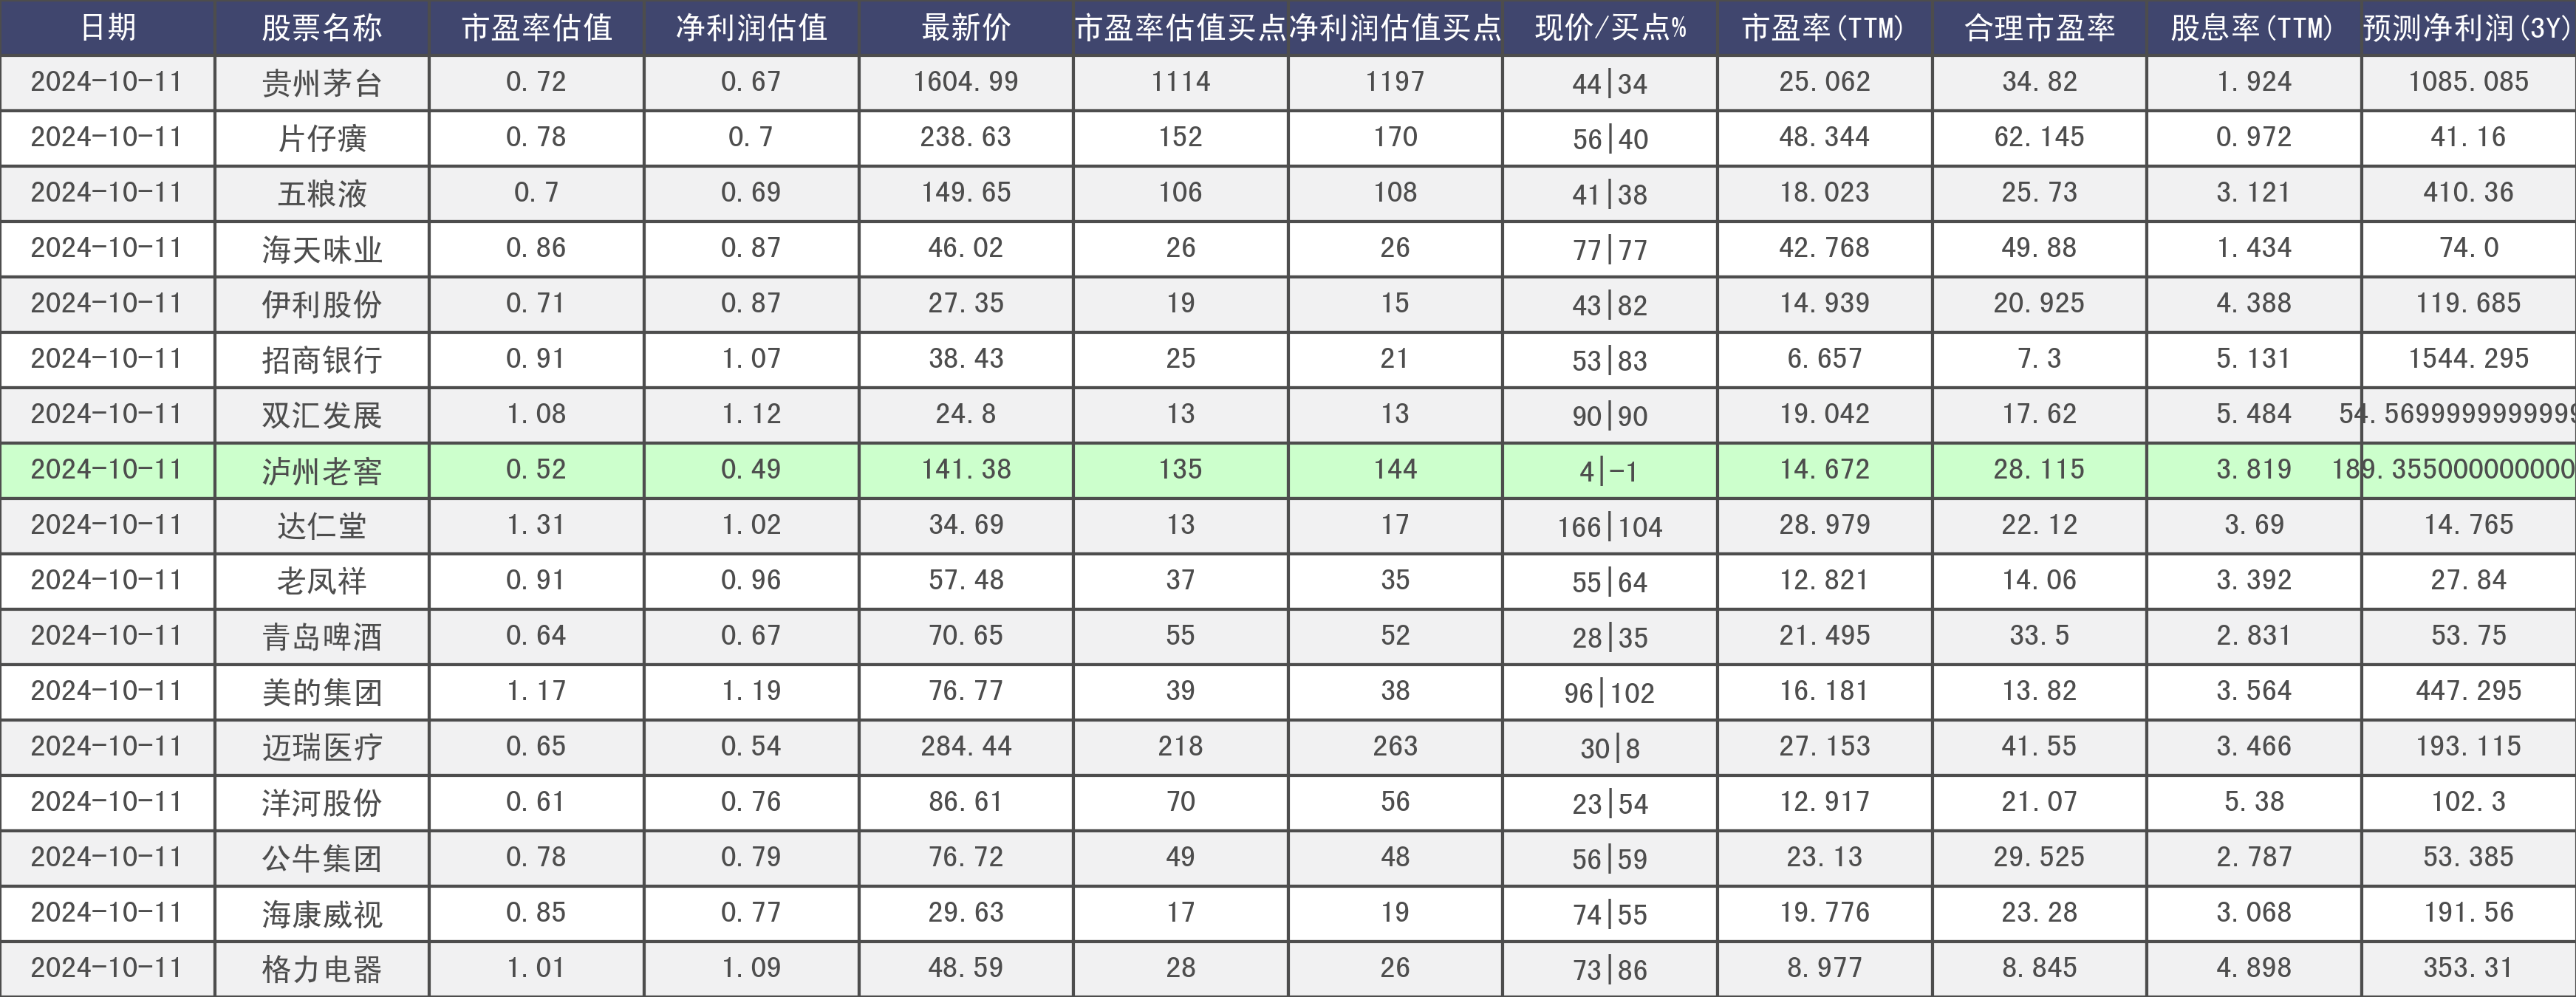 日期 股票名称 市盈率估值 净利润估值 最新价 市盈率估值买点 净利润估值买点 现价/买点% 市盈率(TTM) 合理市盈率 股息率(TTM) 预测净利润(3Y)
2024-10-11 贵州茅台 0.72 0.67 1604.99 1114 1197 44|34 25.062 34.82 1.924 1085.085
2024-10-11 片仔癀 0.78 0.7 238.63 152 170 56|40 48.344 62.145 0.972 41.16
2024-10-11 五粮液 0.7 0.69 149.65 106 108 41|38 18.023 25.73 3.121 410.36
2024-10-11 海天味业 0.86 0.87 46.02 26 26 77|77 42.768 49.88 1.434 74.0
2024-10-11 伊利股份 0.71 0.87 27.35 19 15 43|82 14.939 20.925 4.388 119.685
2024-10-11 招商银行 0.91 1.07 38.43 25 21 53|83 6.657 7.3 5.131 1544.295
2024-10-11 双汇发展 1.08 1.12 24.8 13 13 90|90 19.042 17.62 5.484 54.5699999999999
2024-10-11 泸州老窖 0.52 0.49 141.38 135 144 4|-1 14.672 28.115 3.819 189.355000000000
2024-10-11 达仁堂 1.31 1.02 34.69 13 17 166|104 28.979 22.12 3.69 14.765
2024-10-11 老凤祥 0.91 0.96 57.48 37 35 55|64 12.821 14.06 3.392 27.84
2024-10-11 青岛啤酒 0.64 0.67 70.65 55 52 28|35 21.495 33.5 2.831 53.75
2024-10-11 美的集团 1.17 1.19 76.77 39 38 96|102 16.181 13.82 3.564 447.295
2024-10-11 迈瑞医疗 0.65 0.54 284.44 218 263 30|8 27.153 41.55 3.466 193.115
2024-10-11 洋河股份 0.61 0.76 86.61 70 56 23|54 12.917 21.07 5.38 102.3
2024-10-11 公牛集团 0.78 0.79 76.72 49 48 56|59 23.13 29.525 2.787 53.385
2024-10-11 海康威视 0.85 0.77 29.63 17 19 74|55 19.776 23.28 3.068 191.56
2024-10-11 格力电器 1.01 1.09 48.59 28 26 73|86 8.977 8.845 4.898 353.31